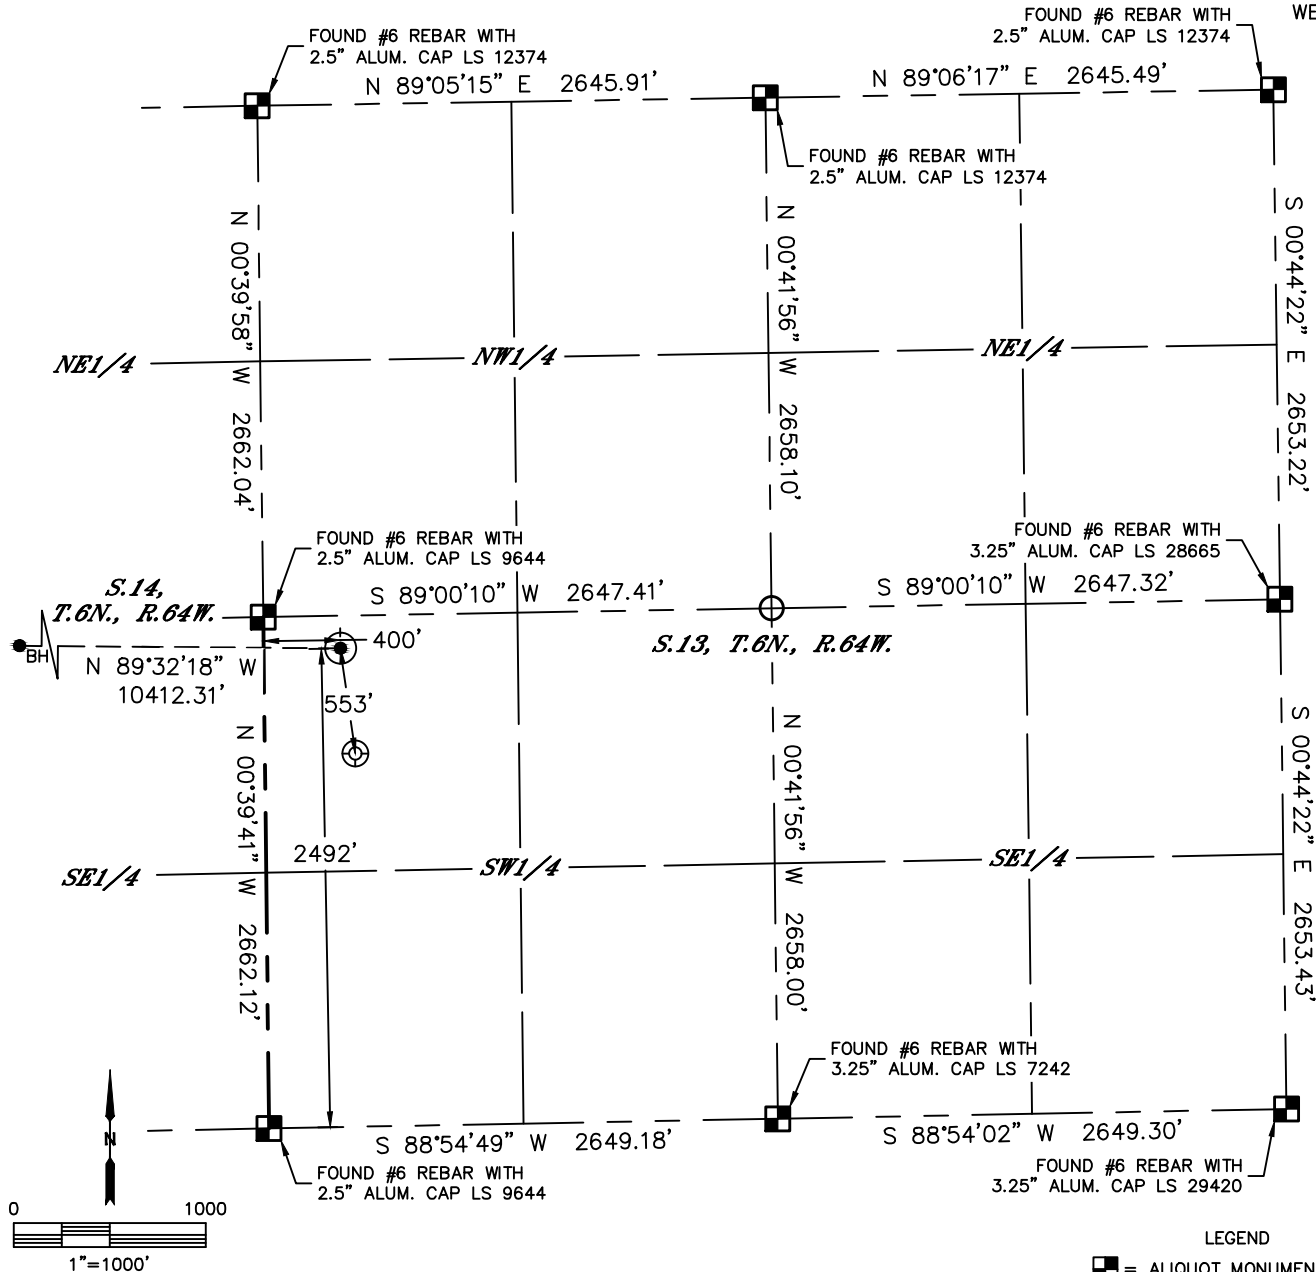 FOUND #6 REBAR WITH
2.5" ALUM. CAP LS 12374
FOUND #6 REBAR WITH
2.5" ALUM. CAP LS 12374
WE
N 89°05'15" E 2645.91'
N 89°06'17" E 2645.49'
FOUND #6 REBAR WITH
2.5" ALUM. CAP LS 12374
N 00°39'58" W 2662.04'
N 00°41'56" W 2658.10'
S 00°44'22" E 2653.22'
NE1/4
NW1/4
NE1/4
FOUND #6 REBAR WITH
2.5" ALUM. CAP LS 9644
FOUND #6 REBAR WITH
3.25" ALUM. CAP LS 28665
S.14,
T.6N., R.64W.
S 89°00'10" W 2647.41'
S 89°00'10" W 2647.32'
400'
S.13, T.6N., R.64W.
BH
N 89°32'18" W
10412.31'
553'
N 00°39'41" W 2662.12'
N 00°41'56" W 2658.00'
S 00°44'22" E 2653.43'
2492'
SE1/4
SW1/4
SE1/4
FOUND #6 REBAR WITH
3.25" ALUM. CAP LS 7242
N
S 88°54'49" W 2649.18'
S 88°54'02" W 2649.30'
FOUND #6 REBAR WITH
2.5" ALUM. CAP LS 9644
FOUND #6 REBAR WITH
3.25" ALUM. CAP LS 29420
0 1000
1"=1000'
LEGEND
= ALIQUOT MONUMEN